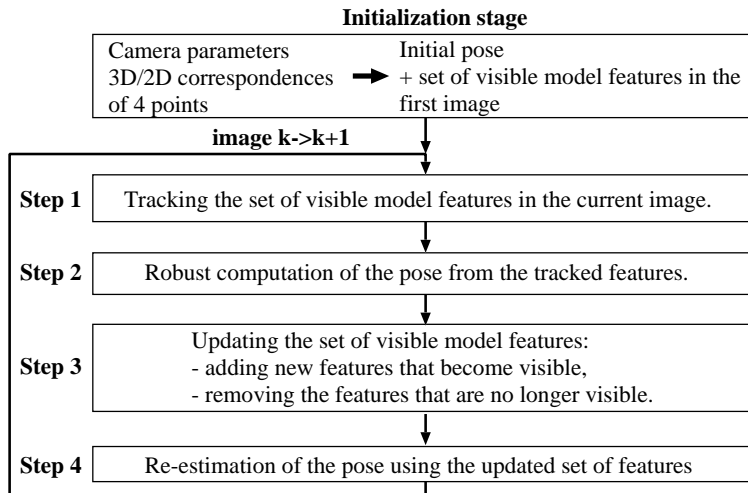 Initialization stage
Camera parameters
3D/2D correspondences
of 4 points
Initial pose
+ set of visible model features in the
first image
image k->k+1
Step 1
Tracking the set of visible model features in the current image.
Step 2
Robust computation of the pose from the tracked features.
Step 3
Updating the set of visible model features:
- adding new features that become visible,
- removing the features that are no longer visible.
Step 4
Re-estimation of the pose using the updated set of features